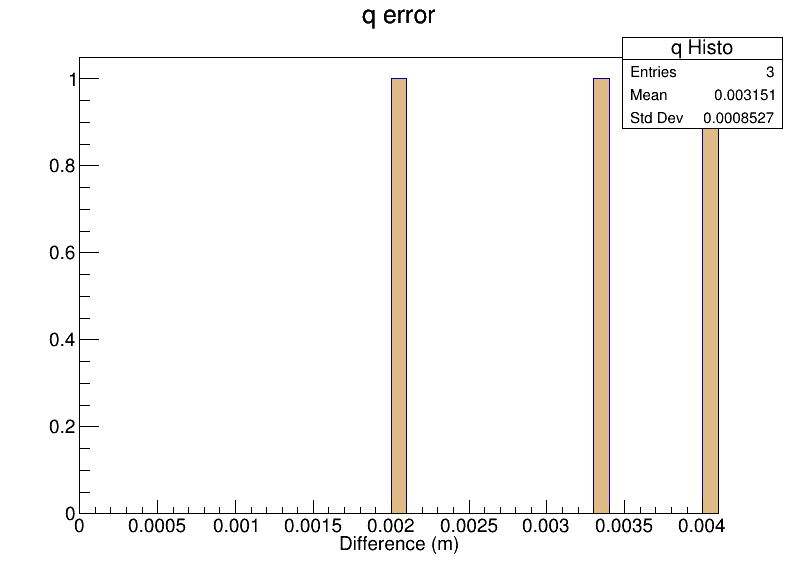 q error
q Histo
Entries 3
Mean 0.003151
Std Dev 0.0008527
1
0.8
0.6
0.4
0.2
0
0 0.0005 0.001 0.0015 0.002 0.0025 0.003 0.0035 0.004
Difference (m)